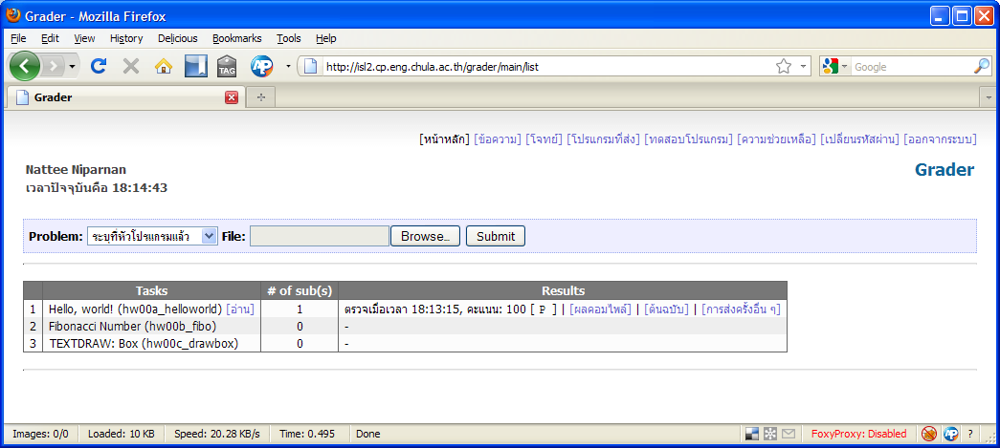 Grader - Mozilla Firefox
File Edit View History Delicious Bookmarks Tools Help
TAG http://isl2.cp.eng.chula.ac.th/grader/main/list Google
Grader
[หน้าหลัก] [ข้อความ] [โจทย์] [โปรแกรมที่ส่ง] [ทดสอบโปรแกรม] [ความช่วยเหลือ] [เปลี่ยนรหัสผ่าน] [ออกจากระบบ]
Nattee Niparnan Grader
เวลาปัจจุบันคือ 18:14:43
Problem: ระบุที่หัวโปรแกรมแล้ว File: Browse... Submit
Tasks # of sub(s) Results
1 Hello, world! (hw00a_helloworld) [อ่าน] 1 ตรวจเมื่อเวลา 18:13:15, คะแนน: 100 [ P ] | [ผลคอมไพล์] | [ต้นฉบับ] | [การส่งครั้งอื่น ๆ]
2 Fibonacci Number (hw00b_fibo) 0 -
3 TEXTDRAW: Box (hw00c_drawbox) 0 -
Images: 0/0 Loaded: 10 KB Speed: 20.28 KB/s Time: 0.495 Done FoxyProxy: Disabled ?